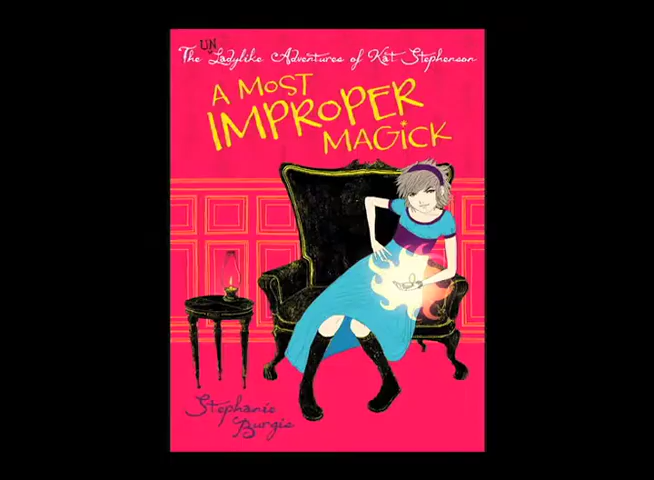 The UNLadylike Adventures of Kat Stephenson
A MOST
IMPROPER
MAGICK
Stephanie
Burgis